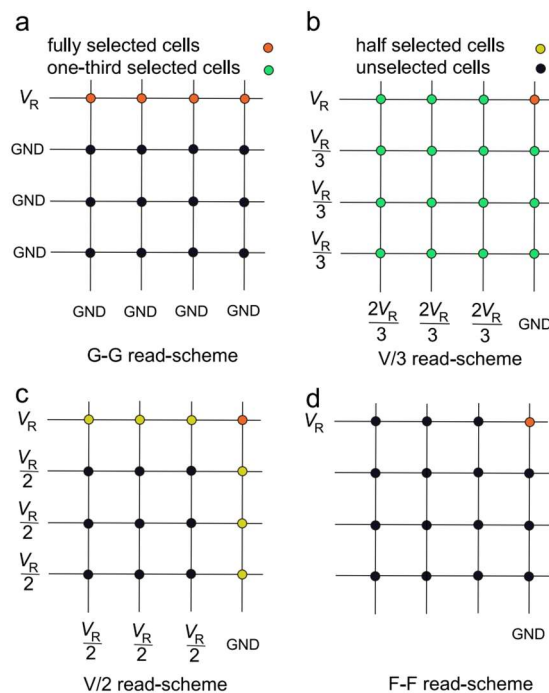 a
fully selected cells
one-third selected cells
V_R
GND
GND
GND
GND GND GND GND
G-G read-scheme
b
half selected cells
unselected cells
V_R
V_R/3
V_R/3
V_R/3
2V_R/3 2V_R/3 2V_R/3 GND
V/3 read-scheme
c
V_R
V_R/2
V_R/2
V_R/2
V_R/2 V_R/2 V_R/2 GND
V/2 read-scheme
d
V_R
GND
F-F read-scheme